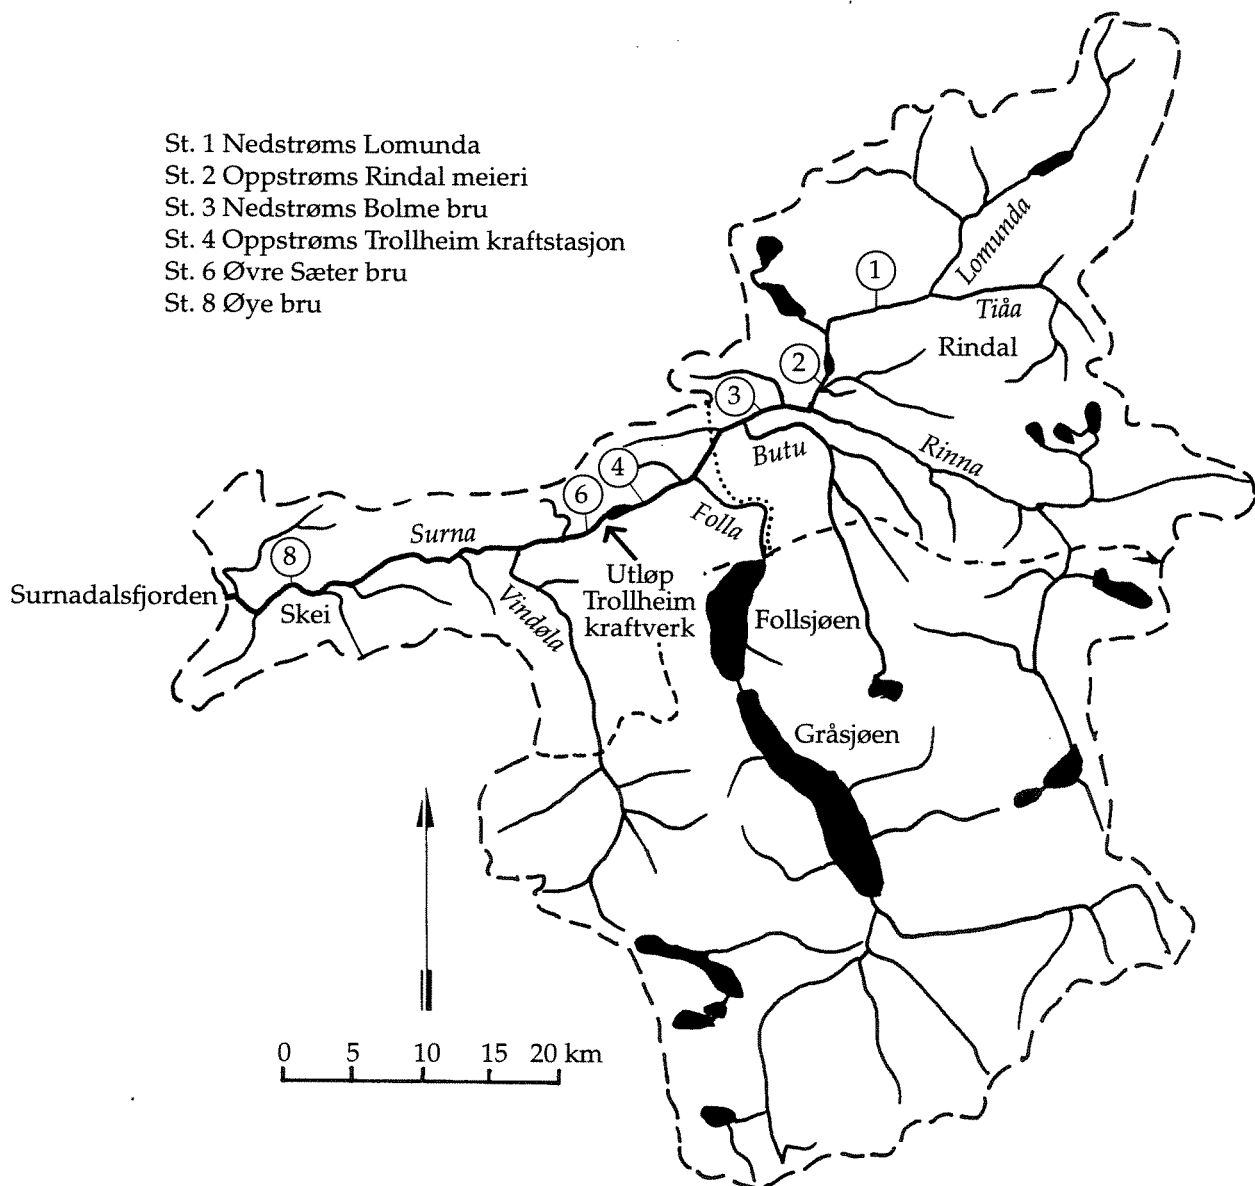 St. 1 Nedstrøms Lomunda
St. 2 Oppstrøms Rindal meieri
St. 3 Nedstrøms Bolme bru
St. 4 Oppstrøms Trollheim kraftstasjon
St. 6 Øvre Sæter bru
St. 8 Øye bru
Lomunda
1
Tiåa
Rindal
2
3
Butu
Rinna
4
6
Folla
Surna
8
Surnadalsfjorden
Skei
Vindøla
Utløp
Trollheim
kraftverk
Follsjøen
Gråsjøen
0 5 10 15 20 km